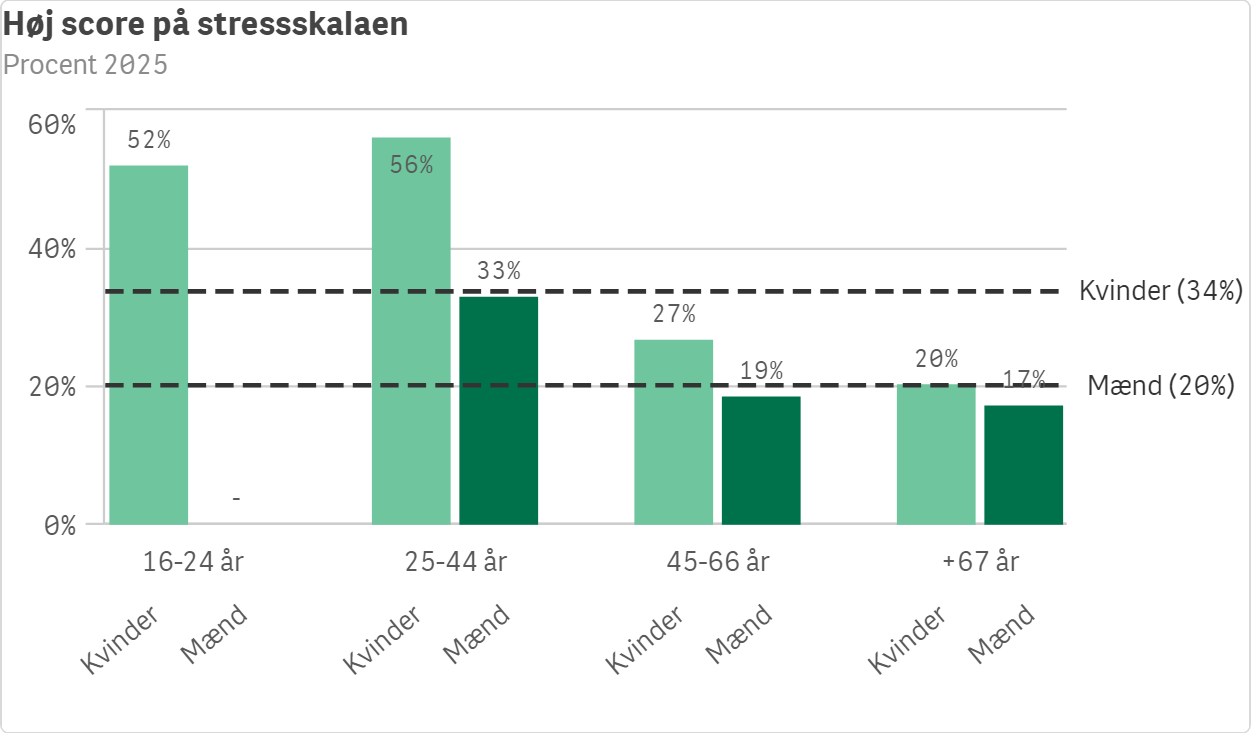 Høj score på stressskalaen
Procent 2025
60%
52%
56%
40%
33%
Kvinder (34%)
27%
20%
19%
17%
20%
Mænd (20%)
-
0%
16-24 år
25-44 år
45-66 år
+67 år
Kvinder
Mænd
Kvinder
Mænd
Kvinder
Mænd
Kvinder
Mænd